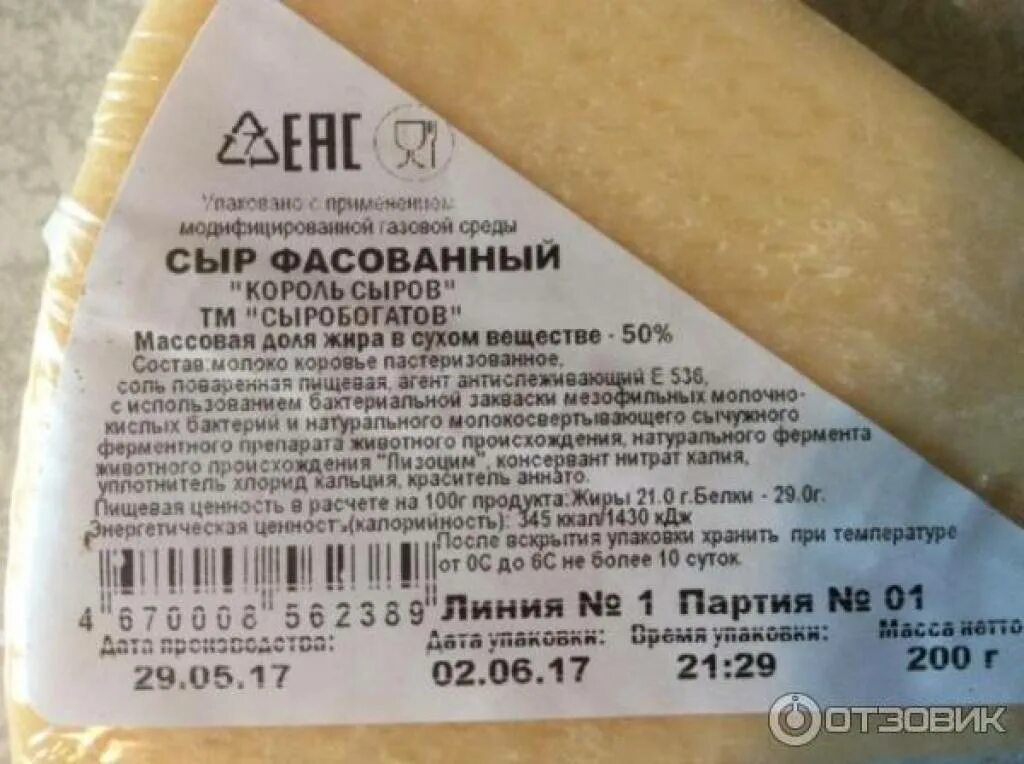 7 EAC
Упаковано с применением
модифицированной газовой среды
СЫР ФАСОВАННЫЙ
"КОРОЛЬ СЫРОВ"
ТМ "СЫРОБОГАТОВ"
Массовая доля жира в сухом веществе - 50%
Состав:молоко коровье пастеризованное,
соль поваренная пищевая, агент антислеживающий Е 536,
с использованием бактериальной закваски мезофильных молочно-
кислых бактерий и натурального молокосвертывающего сычужного
ферментного препарата животного происхождения, натурального фермента
животного происхождения "Лизоцим", консервант нитрат калия,
уплотнитель хлорид кальция, краситель аннато.
Пищевая ценность в расчете на 100г продукта:Жиры 21.0 г.Белки - 29.0г.
Энергетическая ценность(калорийность): 345 ккал/1430 кДж
После вскрытия упаковки хранить при температуре
от 0С до 6С не более 10 суток.
4 670008 562389
Линия № 1 Партия № 01
Дата производства: Дата упаковки: Время упаковки: Масса нетто
29.05.17 02.06.17 21:29 200 г
ОТЗОВИК